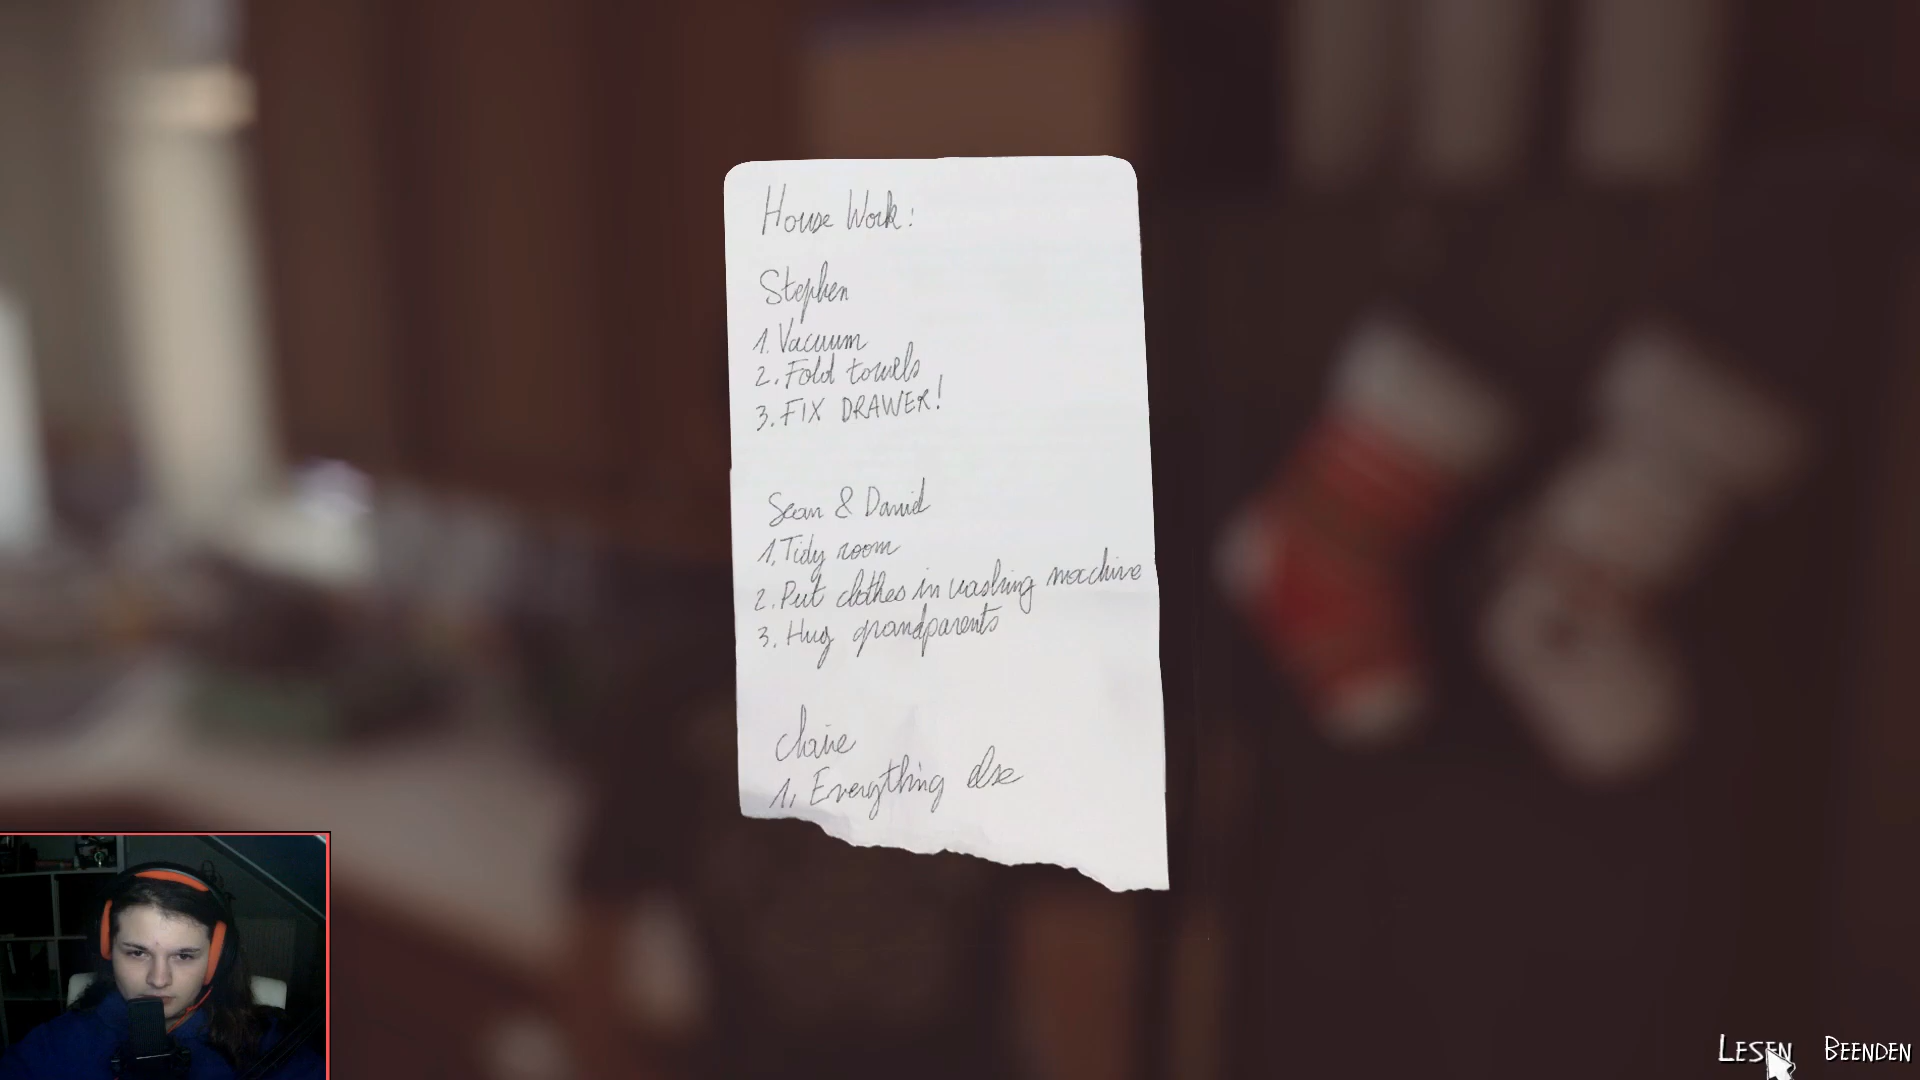 House Work:
Stephen
1. Vacuum
2. Fold towels
3. FIX DRAWER!
Sean & Daniel
1. Tidy room
2. Put clothes in washing machine
3. Hug grandparents
Claire
1. Everything else
LESEN BEENDEN